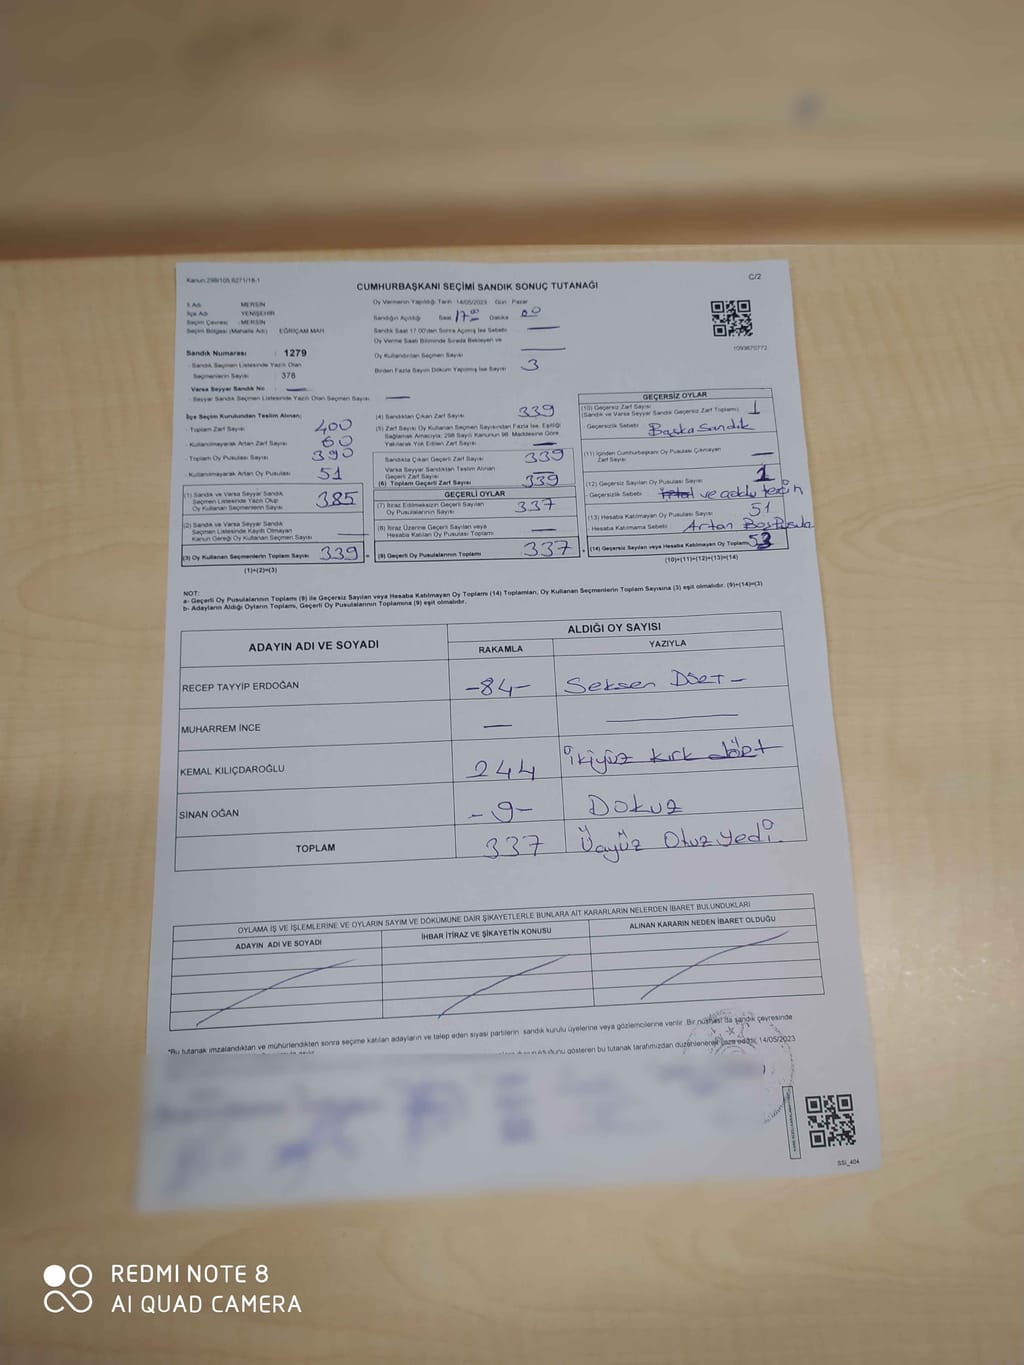 Kanun:298/105,6271/18-1
C/2
CUMHURBAŞKANI SEÇİMİ SANDIK SONUÇ TUTANAĞI
İl Adı : MERSİN
İlçe Adı : YENİŞEHİR
Seçim Çevresi : MERSİN
Seçim Bölgesi (Mahalle Adı) : EĞRİÇAM MAH
Sandık Numarası : 1279
- Sandık Seçmen Listesinde Yazılı Olan
Seçmenlerin Sayısı : 378
Varsa Seyyar Sandık No : —
- Seyyar Sandık Seçmen Listesinde Yazılı Olan Seçmen Sayısı : —
Oy Vermenin Yapıldığı Tarih : 14/05/2023 Gün : Pazar
Sandığın Açıldığı Saat 17:00 Dakika 00
Sandık Saat 17.00'den Sonra Açılmış İse Sebebi —
Oy Verme Saati Bitiminde Sırada Bekleyen ve
Oy Kullandırılan Seçmen Sayısı —
Birden Fazla Sayım Döküm Yapılmış İse Sayısı 3
1093870772
İlçe Seçim Kurulundan Teslim Alınan;
- Toplam Zarf Sayısı 400
- Kullanılmayarak Artan Zarf Sayısı 60
- Toplam Oy Pusulası Sayısı 390
- Kullanılmayarak Artan Oy Pusulası 51
(1) Sandık ve Varsa Seyyar Sandık
Seçmen Listesinde Yazılı Olup
Oy Kullanan Seçmenlerin Sayısı 385
(2) Sandık ve Varsa Seyyar Sandık
Seçmen Listesinde Kayıtlı Olmayan
Kanun Gereği Oy Kullanan Seçmen Sayısı —
(3) Oy Kullanan Seçmenlerin Toplam Sayısı 339 =
(1)+(2)=(3)
(4) Sandıktan Çıkan Zarf Sayısı 339
(5) Zarf Sayısı Oy Kullanan Seçmen Sayısından Fazla İse, Eşitliği
Sağlamak Amacıyla; 298 Sayılı Kanunun 98. Maddesine Göre
Yakılarak Yok Edilen Zarf Sayısı —
Sandıkta Çıkan Geçerli Zarf Sayısı 339
Varsa Seyyar Sandıktan Teslim Alınan
Geçerli Zarf Sayısı —
(6) Toplam Geçerli Zarf Sayısı 339
GEÇERLİ OYLAR
(7) İtiraz Edilmeksizin Geçerli Sayılan
Oy Pusulalarının Sayısı 337
(8) İtiraz Üzerine Geçerli Sayılan veya
Hesaba Katılan Oy Pusulası Toplamı —
(9) Geçerli Oy Pusulalarının Toplamı 337 +
GEÇERSİZ OYLAR
(10) Geçersiz Zarf Sayısı 1
(Sandık ve Varsa Seyyar Sandık Geçersiz Zarf Toplamı)
- Geçersizlik Sebebi Başka Sandık
(11) İçinden Cumhurbaşkanı Oy Pusulası Çıkmayan
Zarf Sayısı —
(12) Geçersiz Sayılan Oy Pusulası Sayısı 1
- Geçersizlik Sebebi
(13) Hesaba Katılmayan Oy Pusulası Sayısı 51
- Hesaba Katılmama Sebebi Artan Boş Pusula
(14) Geçersiz Sayılan veya Hesaba Katılmayan Oy Toplamı 53
(10)+(11)+(12)+(13)=(14)
NOT:
a- Geçerli Oy Pusulalarının Toplamı (9) ile Geçersiz Sayılan veya Hesaba Katılmayan Oy Toplamı (14) Toplamları, Oy Kullanan Seçmenlerin Toplam Sayısına (3) eşit olmalıdır. (9)+(14)=(3)
b- Adayların Aldığı Oyların Toplamı, Geçerli Oy Pusulalarının Toplamına (9) eşit olmalıdır.
ADAYIN ADI VE SOYADI ALDIĞI OY SAYISI
RAKAMLA YAZIYLA
RECEP TAYYİP ERDOĞAN -84- Seksen Dört -
MUHARREM İNCE — —
KEMAL KILIÇDAROĞLU 244 İkiyüz kırk dört
SİNAN OĞAN -9- Dokuz
TOPLAM 337 Üçyüz Otuz yedi.
OYLAMA İŞ VE İŞLEMLERİNE VE OYLARIN SAYIM VE DÖKÜMÜNE DAİR ŞİKAYETLERLE BUNLARA AİT KARARLARIN NELERDEN İBARET BULUNDUKLARI
ADAYIN ADI VE SOYADI İHBAR İTİRAZ VE ŞİKAYETİN KONUSU ALINAN KARARIN NEDEN İBARET OLDUĞU
*Bu tutanak imzalandıktan ve mühürlendikten sonra seçime katılan adayların ve talep eden siyasi partilerin sandık kurulu üyelerine veya gözlemcilerine verilir. Bir nüshası da sandık çevresinde
olduğunu gösteren bu tutanak tarafımızdan düzenlenerek imza edildi. 14/05/2023
SSI_404
REDMI NOTE 8
AI QUAD CAMERA